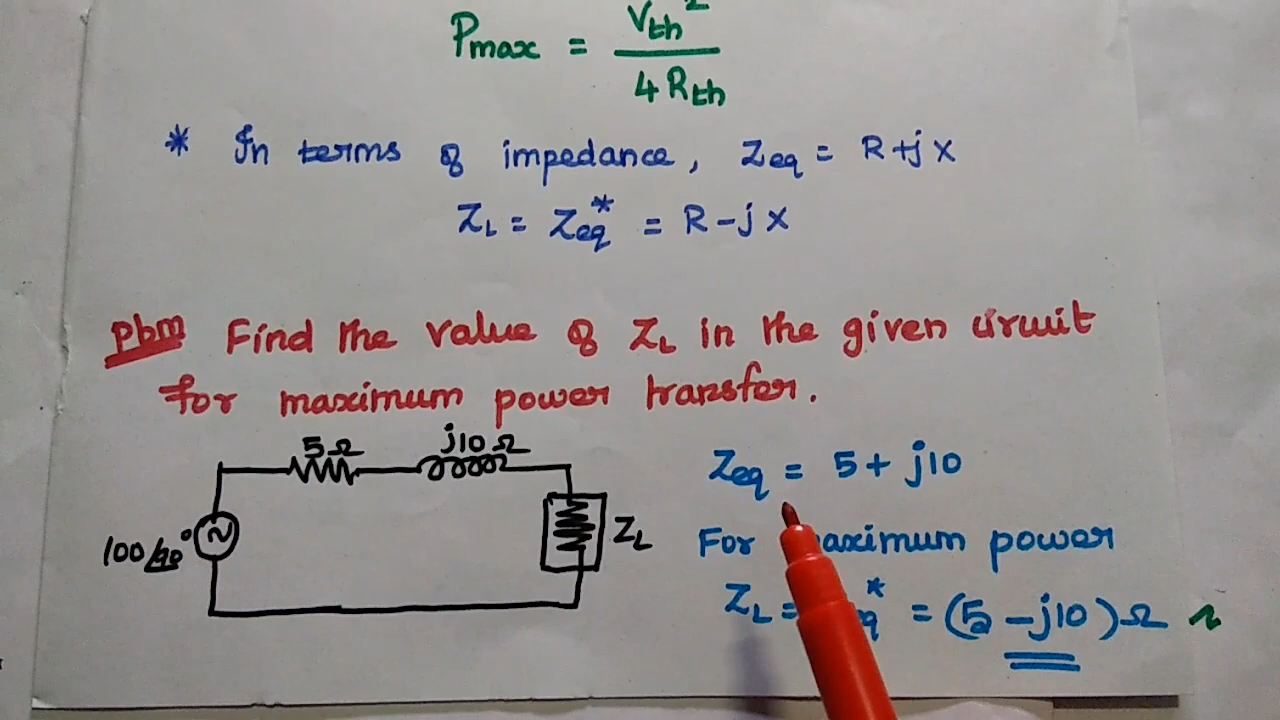 Pmax = Vth²
4 Rth
* In terms of impedance, Zeq = R+jX
ZL = Zeq* = R-jX
Pbm Find the value of ZL in the given circuit
for maximum power transfer.
5Ω j10Ω
100 ZL
Zeq = 5+j10
For maximum power
ZL = = (5-j10)Ω